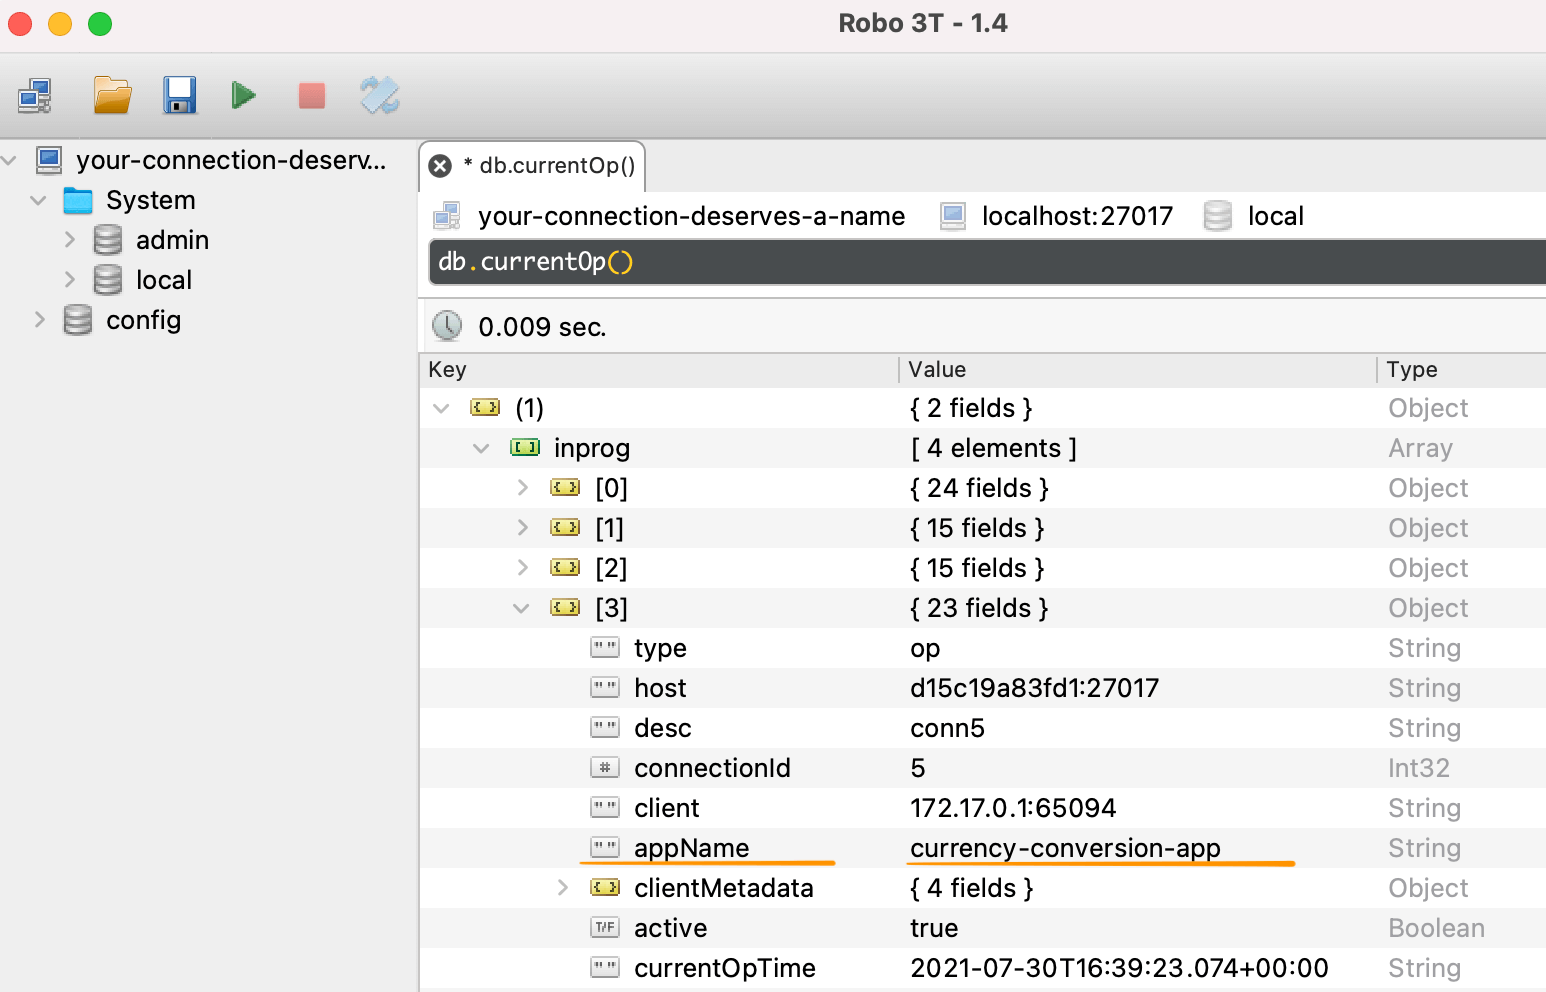 Robo 3T - 1.4
your-connection-deserv...
System
admin
local
config
* db.currentOp()
your-connection-deserves-a-name localhost:27017 local
db.currentOp()
0.009 sec.
Key Value Type
(1) { 2 fields } Object
inprog [ 4 elements ] Array
[0] { 24 fields } Object
[1] { 15 fields } Object
[2] { 15 fields } Object
[3] { 23 fields } Object
type op String
host d15c19a83fd1:27017 String
desc conn5 String
connectionId 5 Int32
client 172.17.0.1:65094 String
appName currency-conversion-app String
clientMetadata { 4 fields } Object
active true Boolean
currentOpTime 2021-07-30T16:39:23.074+00:00 String